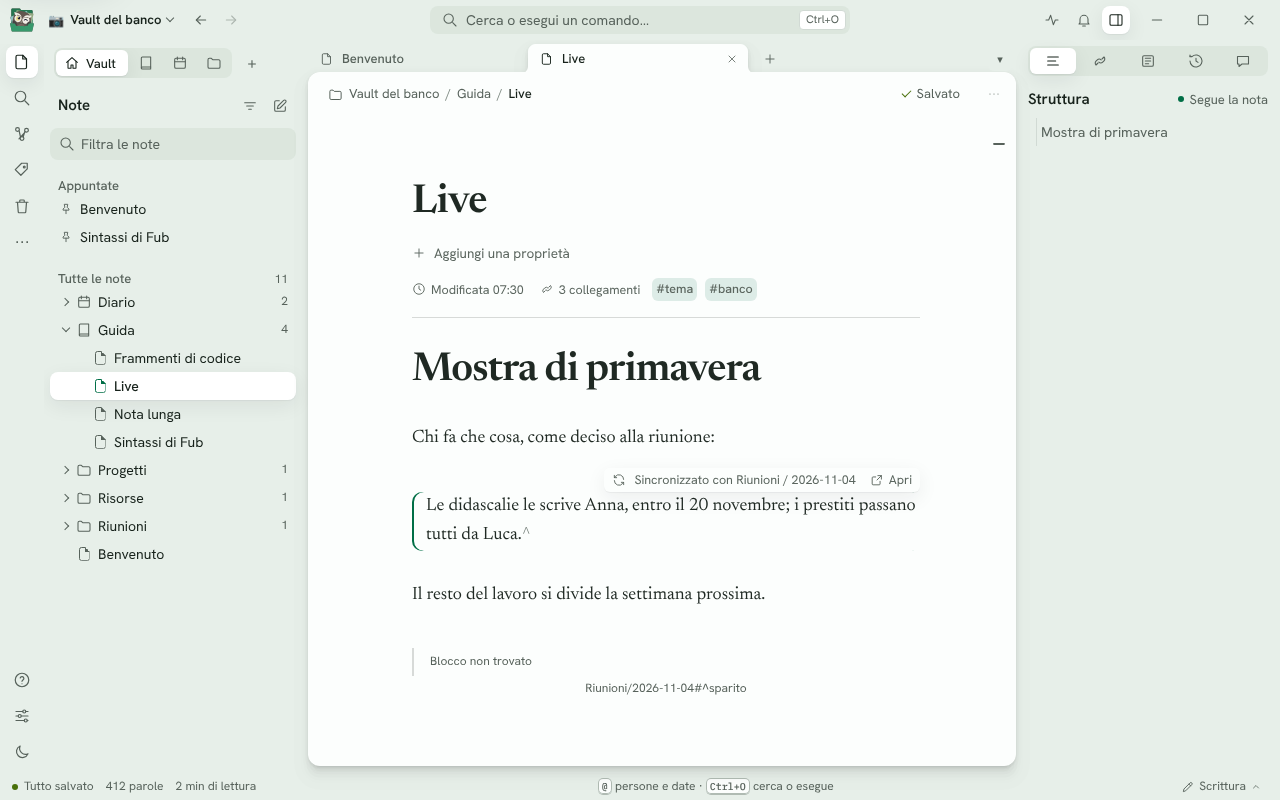 Vault del banco
Cerca o esegui un comando…
Ctrl+O
Vault
Note
Filtra le note
Appuntate
Benvenuto
Sintassi di Fub
Tutte le note 11
Diario 2
Guida 4
Frammenti di codice
Live
Nota lunga
Sintassi di Fub
Progetti 1
Risorse 1
Riunioni 1
Benvenuto
Tutto salvato 412 parole 2 min di lettura
Benvenuto
Live
Vault del banco / Guida / Live
Salvato
Live
Aggiungi una proprietà
Modificata 07:30 3 collegamenti #tema #banco
Mostra di primavera
Chi fa che cosa, come deciso alla riunione:
Sincronizzato con Riunioni / 2026-11-04 Apri
Le didascalie le scrive Anna, entro il 20 novembre; i prestiti passano
tutti da Luca.^
Il resto del lavoro si divide la settimana prossima.
Blocco non trovato
Riunioni/2026-11-04#^sparito
@ persone e date · Ctrl+O cerca o esegue
Struttura
Segue la nota
Mostra di primavera
Scrittura